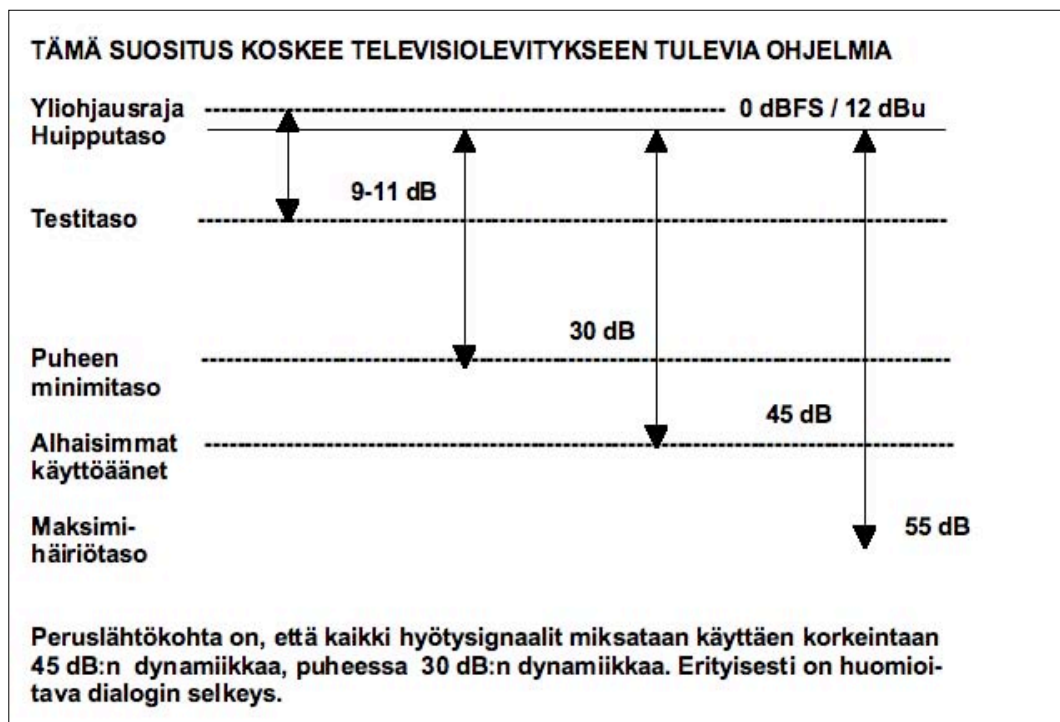 TÄMÄ SUOSITUS KOSKEE TELEVISIOLEVITYKSEEN TULEVIA OHJELMIA
Yliohjausraja
0 dBFS / 12 dBu
Huipputaso
9-11 dB
Testitaso
30 dB
Puheen
minimitaso
45 dB
Alhaisimmat
käyttöäänet
Maksimi-
häiriötaso
55 dB
Peruslähtökohta on, että kaikki hyötysignaalit miksataan käyttäen korkeintaan
45 dB:n dynamiikkaa, puheessa 30 dB:n dynamiikkaa. Erityisesti on huomioi-
tava dialogin selkeys.